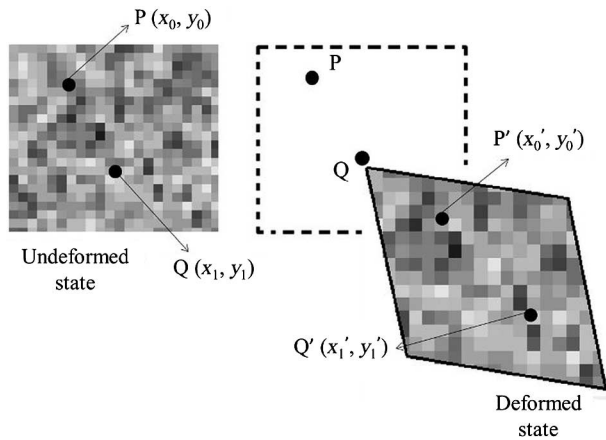 P (x₀, y₀)
P
Q
P′ (x₀′, y₀′)
Undeformed
state
Q (x₁, y₁)
Q′ (x₁′, y₁′)
Deformed
state